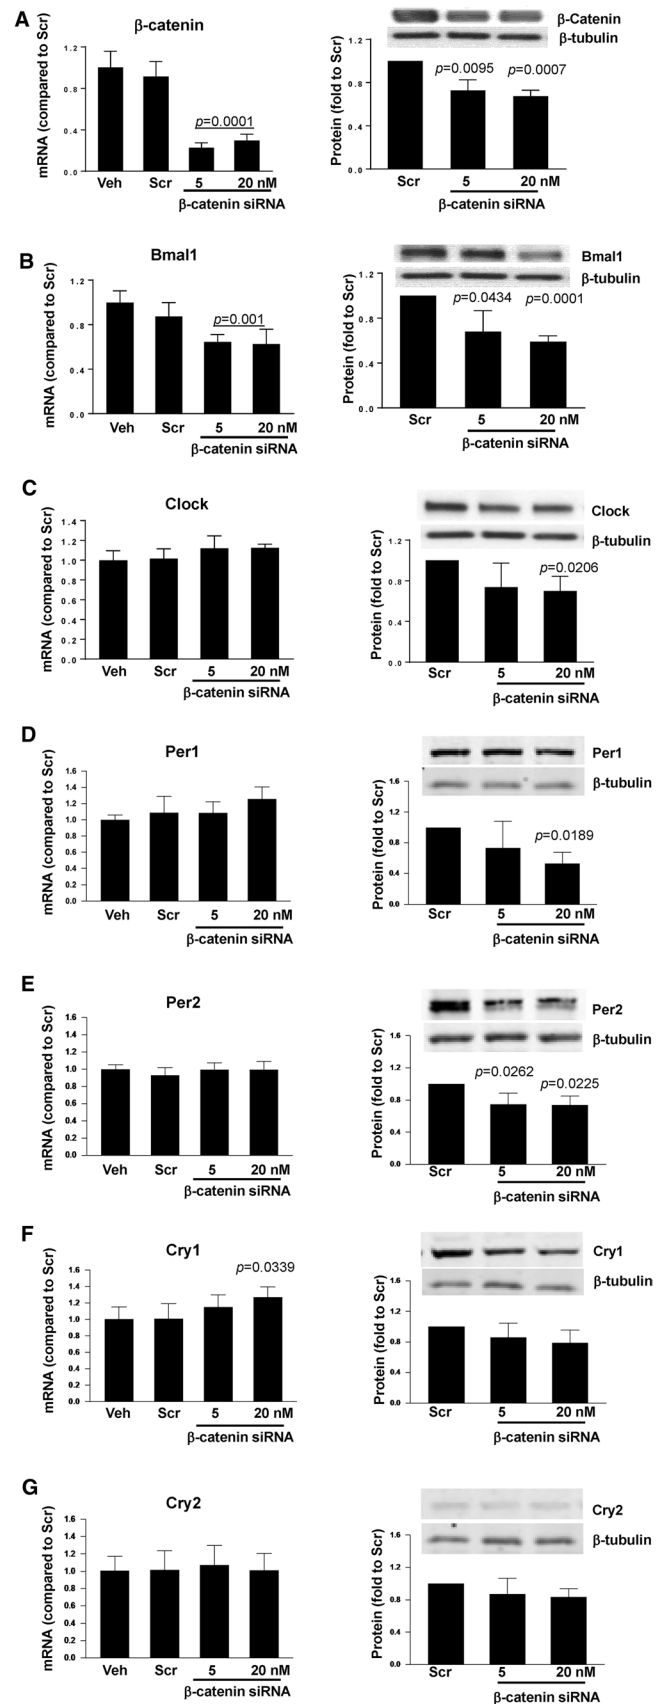 A
β-catenin
mRNA (compared to Scr)
1.2
0.8
0.4
0.0
p=0.0001
Veh Scr 5 20 nM
β-catenin siRNA
β-Catenin
β-tubulin
Protein (fold to Scr)
1.2
0.8
0.4
0.0
p=0.0095 p=0.0007
Scr 5 20 nM
β-catenin siRNA
B
Bmal1
mRNA (compared to Scr)
1.2
0.8
0.4
0.0
p=0.001
Veh Scr 5 20 nM
β-catenin siRNA
Bmal1
β-tubulin
Protein (fold to Scr)
1.2
0.8
0.4
0.0
p=0.0434 p=0.0001
Scr 5 20 nM
β-catenin siRNA
C
Clock
mRNA (compared to Scr)
1.4
1.2
1.0
0.8
0.6
0.4
0.2
0.0
Veh Scr 5 20 nM
β-catenin siRNA
Clock
β-tubulin
Protein (fold to Scr)
1.2
0.8
0.4
0.0
p=0.0206
Scr 5 20 nM
β-catenin siRNA
D
Per1
mRNA (compared to Scr)
1.6
1.4
1.2
1.0
0.8
0.6
0.4
0.2
0.0
Veh Scr 5 20 nM
β-catenin siRNA
Per1
β-tubulin
Protein (fold to Scr)
1.6
1.2
0.8
0.4
0.0
p=0.0189
Scr 5 20 nM
β-catenin siRNA
E
Per2
mRNA (compared to Scr)
1.6
1.4
1.2
1.0
0.8
0.6
0.4
0.2
0.0
Veh Scr 5 20 nM
β-catenin siRNA
Per2
β-tubulin
Protein (fold to Scr)
1.6
1.2
0.8
0.4
0.0
p=0.0262
p=0.0225
Scr 5 20 nM
β-catenin siRNA
F
Cry1
mRNA (compared to Scr)
1.6
1.4
1.2
1.0
0.8
0.6
0.4
0.2
0.0
p=0.0339
Veh Scr 5 20 nM
β-catenin siRNA
Cry1
β-tubulin
Protein (fold to Scr)
1.6
1.2
0.8
0.4
0.0
Scr 5 20 nM
β-catenin siRNA
G
Cry2
mRNA (compared to Scr)
1.6
1.4
1.2
1.0
0.8
0.6
0.4
0.2
0.0
Veh Scr 5 20 nM
β-catenin siRNA
Cry2
β-tubulin
Protein (fold to Scr)
1.6
1.2
0.8
0.4
0.0
Scr 5 20 nM
β-catenin siRNA